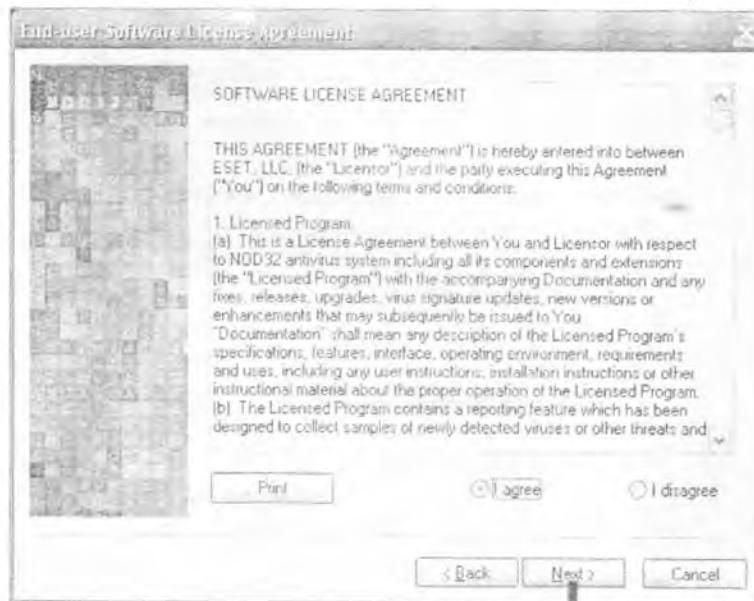 End-user Software License Agreement
SOFTWARE LICENSE AGREEMENT
THIS AGREEMENT (the "Agreement") is hereby entered into between
ESET, LLC, (the "Licensor") and the party executing this Agreement
("You") on the following terms and conditions:
1. Licensed Program.
(a) This is a License Agreement between You and Licensor with respect
to NOD32 antivirus system including all its components and extensions
(the "Licensed Program") with the accompanying Documentation and any
fixes, releases, upgrades, virus signature updates, new versions or
enhancements that may subsequently be issued to You.
"Documentation" shall mean any description of the Licensed Program's
specifications, features, interface, operating environment, requirements
and uses, including any user instructions, installation instructions or other
instructional material about the proper operation of the Licensed Program.
(b) The Licensed Program contains a reporting feature which has been
designed to collect samples of newly detected viruses or other threats and
Print
I agree
I disagree
< Back
Next >
Cancel